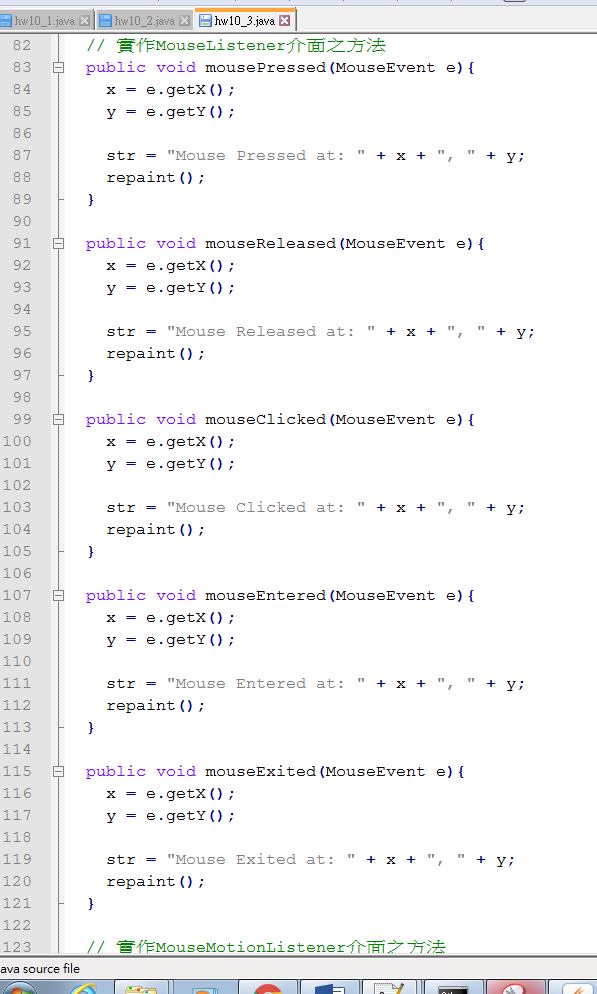 hw10_1.java hw10_2.java hw10_3.java
82 // 實作MouseListener介面之方法
83 public void mousePressed(MouseEvent e){
84 x = e.getX();
85 y = e.getY();
86
87 str = "Mouse Pressed at: " + x + ", " + y;
88 repaint();
89 }
90
91 public void mouseReleased(MouseEvent e){
92 x = e.getX();
93 y = e.getY();
94
95 str = "Mouse Released at: " + x + ", " + y;
96 repaint();
97 }
98
99 public void mouseClicked(MouseEvent e){
100 x = e.getX();
101 y = e.getY();
102
103 str = "Mouse Clicked at: " + x + ", " + y;
104 repaint();
105 }
106
107 public void mouseEntered(MouseEvent e){
108 x = e.getX();
109 y = e.getY();
110
111 str = "Mouse Entered at: " + x + ", " + y;
112 repaint();
113 }
114
115 public void mouseExited(MouseEvent e){
116 x = e.getX();
117 y = e.getY();
118
119 str = "Mouse Exited at: " + x + ", " + y;
120 repaint();
121 }
122
123 // 實作MouseMotionListener介面之方法
ava source file